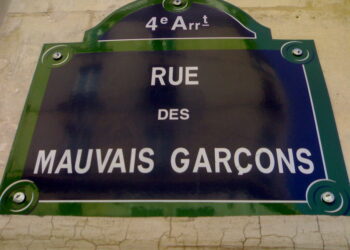 4e Arrt
RUE
DES
MAUVAIS GARÇONS